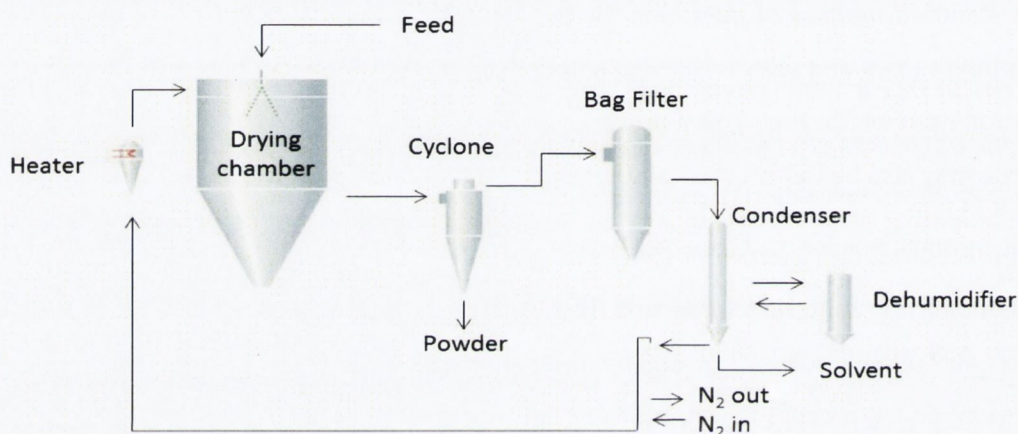 Feed
Bag Filter
Drying
chamber
Cyclone
Heater
Condenser
Dehumidifier
Powder
Solvent
N₂ out
N₂ in